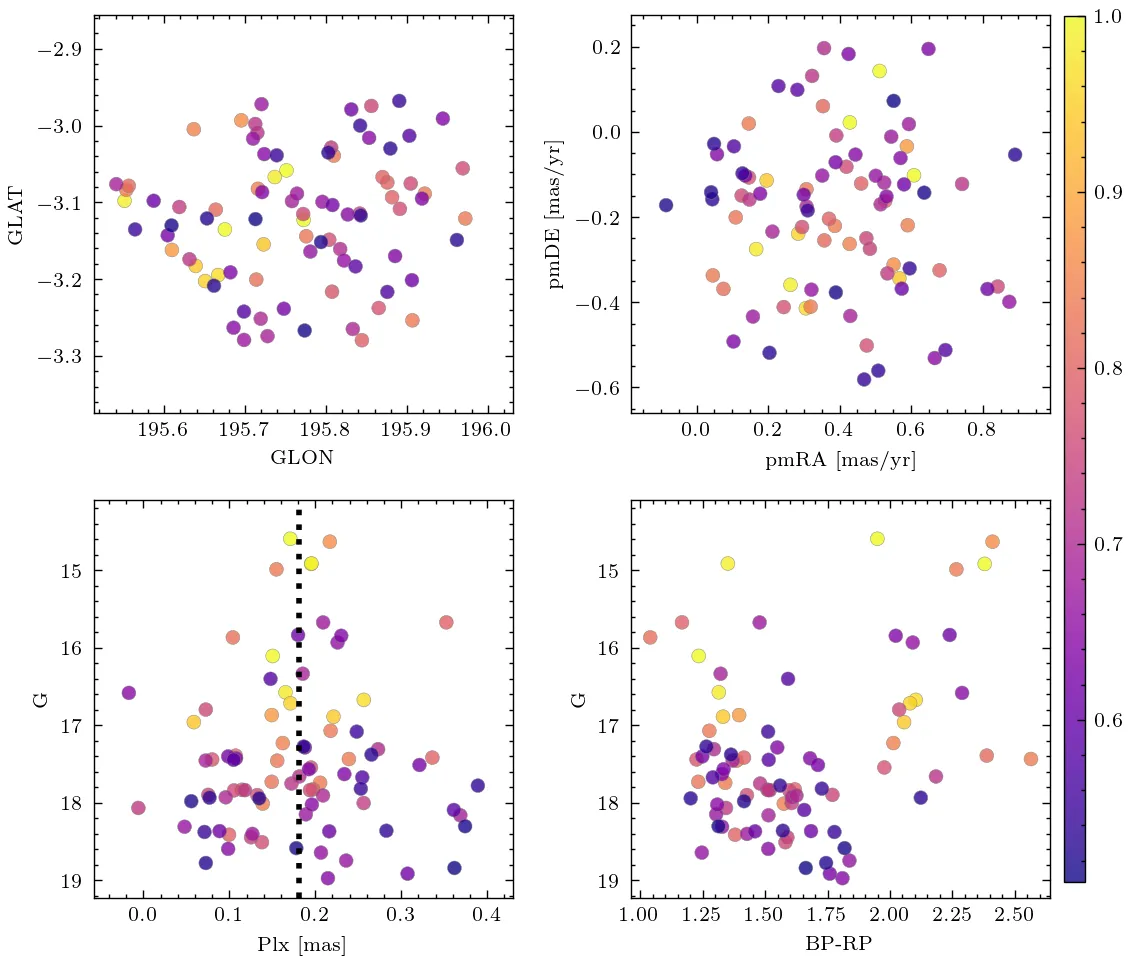 −2.9
−3.0
−3.1
−3.2
−3.3
GLAT
195.6 195.7 195.8 195.9 196.0
GLON
0.2
0.0
−0.2
−0.4
−0.6
pmDE [mas/yr]
0.0 0.2 0.4 0.6 0.8
pmRA [mas/yr]
1.0
0.9
0.8
0.7
0.6
15
16
17
18
19
G
0.0 0.1 0.2 0.3 0.4
Plx [mas]
15
16
17
18
19
G
1.00 1.25 1.50 1.75 2.00 2.25 2.50
BP-RP